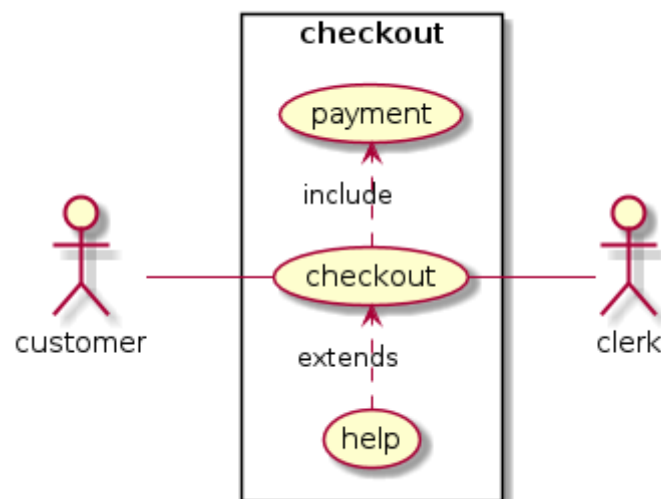 checkout
payment
include
checkout
customer
clerk
extends
help